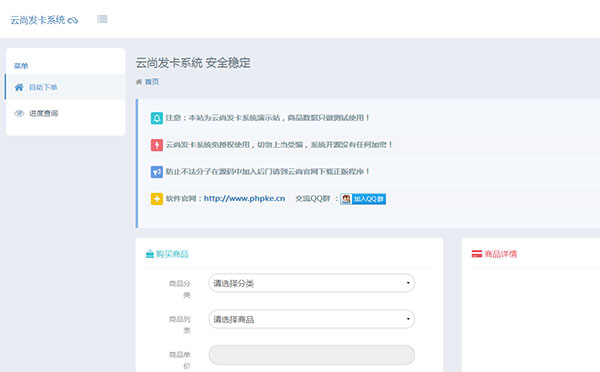 云尚发卡系统
菜单
自助下单
进度查询
云尚发卡系统 安全稳定
首页
注意：本站为云尚发卡系统演示站，商品数据只做测试使用！
云尚发卡系统免授权使用，切勿上当受骗，系统开源没有任何加密！
防止不法分子在源码中加入后门请到云尚官网下载正版程序！
软件官网：http://www.phpke.cn 交流QQ群 ： 加入QQ群
购买商品
商品分类
请选择分类
商品列表
请选择商品
商品单价
商品详情